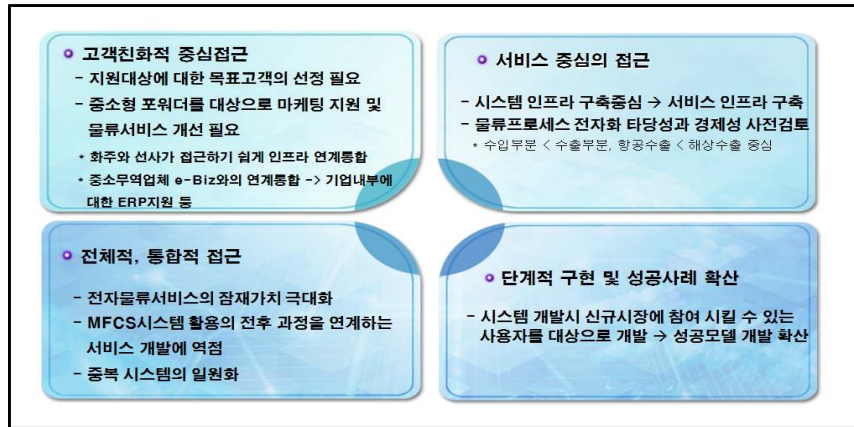 고객친화적 중심접근
- 지원대상에 대한 목표고객의 선정 필요
- 중소형 포워더를 대상으로 마케팅 지원 및
물류서비스 개선 필요
* 화주와 선사가 접근하기 쉽게 인프라 연계통합
* 중소무역업체 e-Biz와의 연계통합 -> 기업내부에
대한 ERP지원 등
서비스 중심의 접근
- 시스템 인프라 구축중심 → 서비스 인프라 구축
- 물류프로세스 전자화 타당성과 경제성 사전검토
* 수입부분 < 수출부분, 항공수출 < 해상수출 중심
전체적, 통합적 접근
- 전자물류서비스의 잠재가치 극대화
- MFCS시스템 활용의 전후 과정을 연계하는
서비스 개발에 역점
- 중복 시스템의 일원화
단계적 구현 및 성공사례 확산
- 시스템 개발시 신규시장에 참여 시킬 수 있는
사용자를 대상으로 개발 → 성공모델 개발 확산